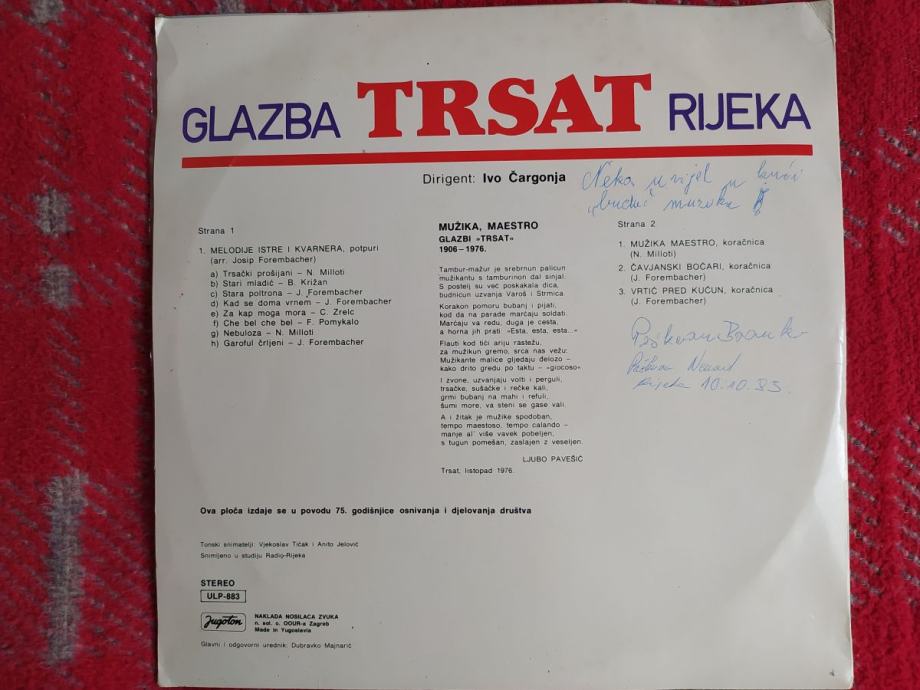 GLAZBA TRSAT RIJEKA
Dirigent: Ivo Čargonja
Neka uvijek u kući
"bude" muzika
Strana 1
1. MELODIJE ISTRE I KVARNERA, potpuri
(arr. Josip Forembacher)
a) Trsački prošijani – N. Milloti
b) Stari mladić – B. Križan
c) Stara poltrona – J. Forembacher
d) Kad se doma vrnem – J. Forembacher
e) Za kap moga mora – C. Zrelc
f) Che bel che bel – F. Pomykalo
g) Nebuloza – N. Milloti
h) Garoful črljeni – J. Forembacher
MUŽIKA, MAESTRO
GLAZBI »TRSAT«
1906–1976.
Tambur-mažur je srebrnun palicun
mužikantu s tamburinon dal sinjal.
S postelj su već poskakala dica,
budnicun uzvanja Varoš i Strmica.
Korakon pomoru bubanj i pijati,
kod da na parade marćaju soldati.
Marćaju va redu, duga je cesta,
a horna jih prati: »Esta, esta, esta...«
Flauti kod tići ariju rastežu,
za mužikun gremo, srca nas vežu:
Mužikante malice gljedaju delozo –
kako drito gredu po taktu – »giocoso«
I zvone, uzvanjaju volti i perguli,
trsačke, sušačke i rečke kali,
grmi bubanj na mahi i refuli,
šumi more, va steni se gase vali.
A i žitak je mužike spodoban,
tempo maestoso, tempo calando –
manje al' više vavek pobeljen,
s tugun pomešan, zaslajen z veseljen.
LJUBO PAVEŠIĆ
Trsat, listopad 1976.
Strana 2
1. MUŽIKA MAESTRO, koračnica
(N. Milloti)
2. ČAVJANSKI BOĆARI, koračnica
(J. Forembacher)
3. VRTIĆ PRED KUĆUN, koračnica
(J. Forembacher)
Branko
Nenad
Rijeka 10.10.83.
Ova ploča izdaje se u povodu 75. godišnjice osnivanja i djelovanja društva
Tonski snimatelji: Vjekoslav Tičak i Anito Jelović
Snimljeno u studiju Radio-Rijeka
STEREO
ULP-883
Jugoton
NAKLADA NOSILACA ZVUKA
n. sol. o. OOUR-a Zagreb
Made in Yugoslavia
Glavni i odgovorni urednik: Dubravko Majnarić